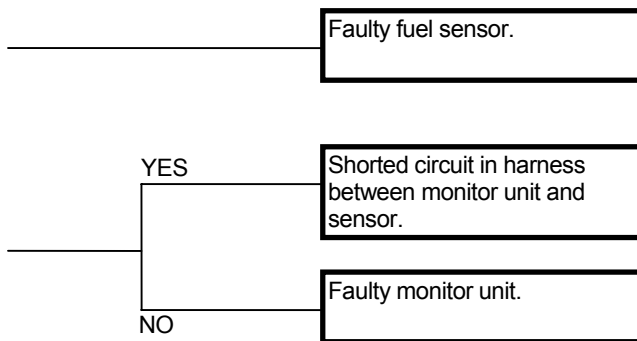 Faulty fuel sensor.
YES
Shorted circuit in harness
between monitor unit and
sensor.
Faulty monitor unit.
NO